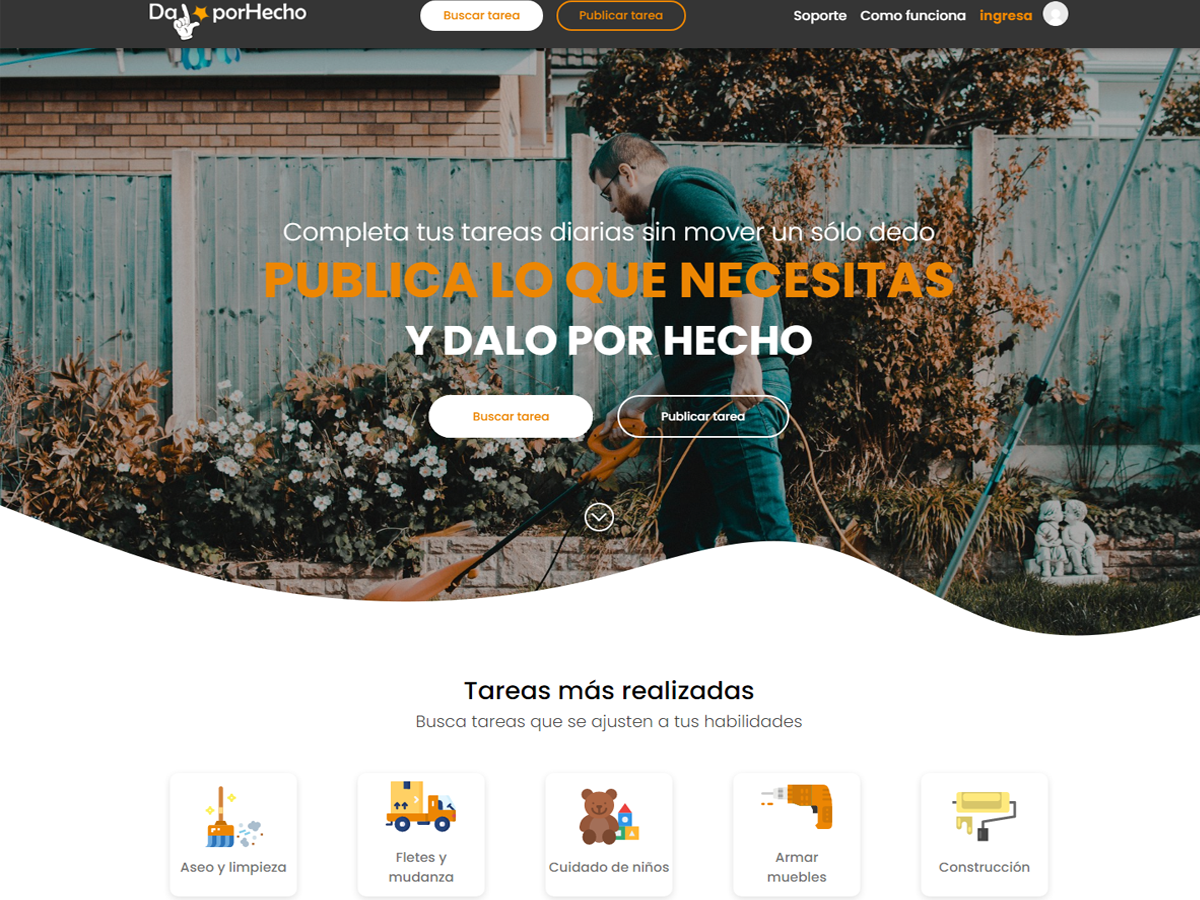 Dalo porHecho
Buscar tarea
Publicar tarea
Soporte
Como funciona
ingresa
Completa tus tareas diarias sin mover un sólo dedo
PUBLICA LO QUE NECESITAS
Y DALO POR HECHO
Buscar tarea
Publicar tarea
Tareas más realizadas
Busca tareas que se ajusten a tus habilidades
Aseo y limpieza
Fletes y
mudanza
Cuidado de niños
Armar
muebles
Construcción